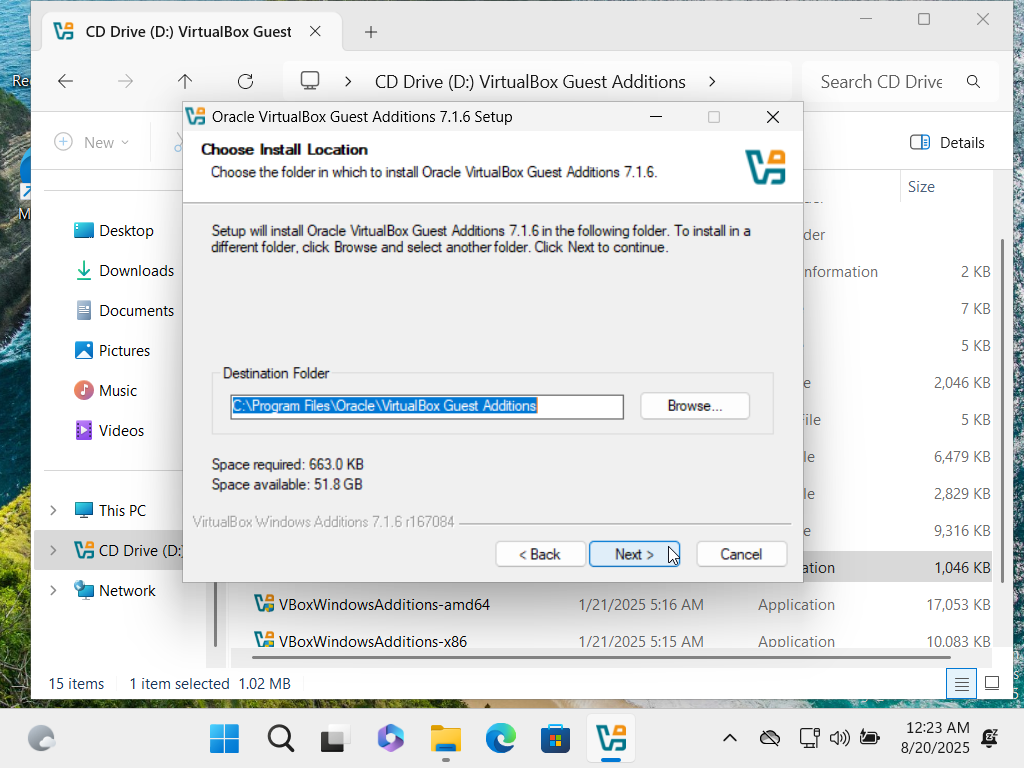 CD Drive (D:) VirtualBox Guest
CD Drive (D:) VirtualBox Guest Additions
Search CD Drive
New
Details
Size
Oracle VirtualBox Guest Additions 7.1.6 Setup
Choose Install Location
Choose the folder in which to install Oracle VirtualBox Guest Additions 7.1.6.
Setup will install Oracle VirtualBox Guest Additions 7.1.6 in the following folder. To install in a
different folder, click Browse and select another folder. Click Next to continue.
Destination Folder
C:\Program Files\Oracle\VirtualBox Guest Additions
Browse...
Space required: 663.0 KB
Space available: 51.8 GB
VirtualBox Windows Additions 7.1.6 r167084
< Back
Next >
Cancel
Desktop
Downloads
Documents
Pictures
Music
Videos
This PC
CD Drive (D:)
Network
2 KB
7 KB
5 KB
2,046 KB
5 KB
6,479 KB
2,829 KB
9,316 KB
1,046 KB
VBoxWindowsAdditions-amd64 1/21/2025 5:16 AM Application 17,053 KB
VBoxWindowsAdditions-x86 1/21/2025 5:15 AM Application 10,083 KB
15 items 1 item selected 1.02 MB
12:23 AM
8/20/2025